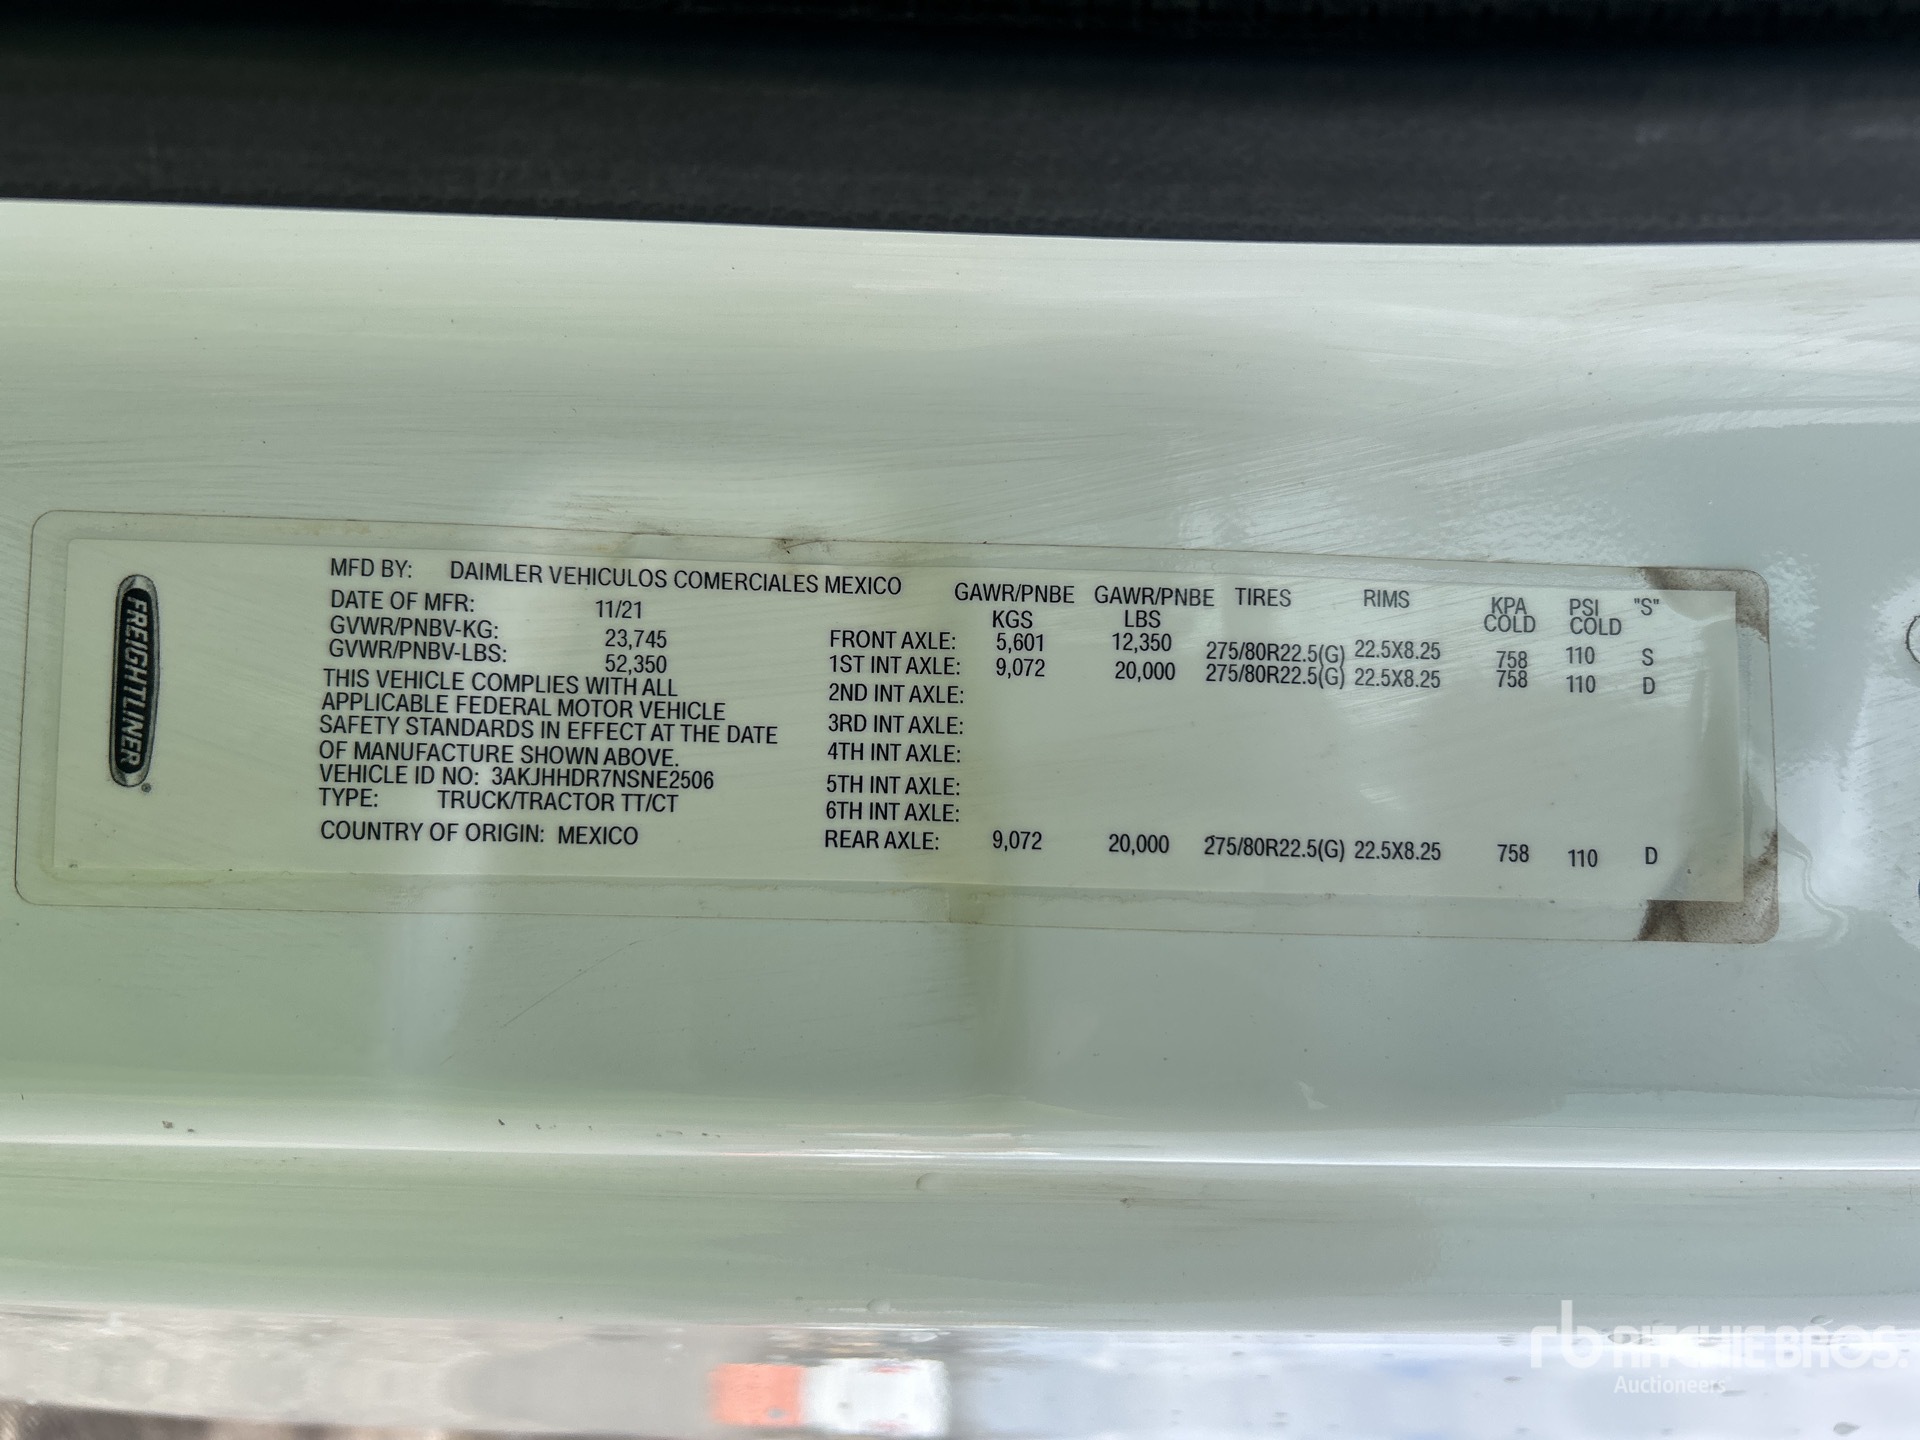 FREIGHTLINER®
MFD BY: DAIMLER VEHICULOS COMERCIALES MEXICO
DATE OF MFR: 11/21
GVWR/PNBV-KG: 23,745
GVWR/PNBV-LBS: 52,350
THIS VEHICLE COMPLIES WITH ALL
APPLICABLE FEDERAL MOTOR VEHICLE
SAFETY STANDARDS IN EFFECT AT THE DATE
OF MANUFACTURE SHOWN ABOVE.
VEHICLE ID NO: 3AKJHHDR7NSNE2506
TYPE: TRUCK/TRACTOR TT/CT
COUNTRY OF ORIGIN: MEXICO
GAWR/PNBE GAWR/PNBE TIRES RIMS KPA PSI "S"
KGS LBS COLD COLD
FRONT AXLE: 5,601 12,350 275/80R22.5(G) 22.5X8.25 758 110 S
1ST INT AXLE: 9,072 20,000 275/80R22.5(G) 22.5X8.25 758 110 D
2ND INT AXLE:
3RD INT AXLE:
4TH INT AXLE:
5TH INT AXLE:
6TH INT AXLE:
REAR AXLE: 9,072 20,000 275/80R22.5(G) 22.5X8.25 758 110 D
rb RITCHIE BROS.
Auctioneers